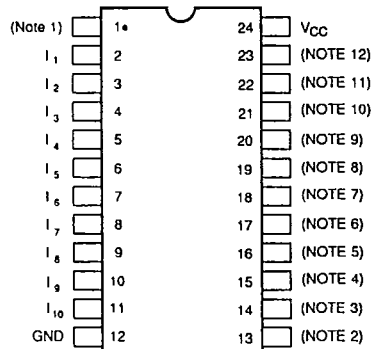 (Note 1) 1 24 VCC
I1 2 23 (NOTE 12)
I2 3 22 (NOTE 11)
I3 4 21 (NOTE 10)
I4 5 20 (NOTE 9)
I5 6 19 (NOTE 8)
I6 7 18 (NOTE 7)
I7 8 17 (NOTE 6)
I8 9 16 (NOTE 5)
I9 10 15 (NOTE 4)
I10 11 14 (NOTE 3)
GND 12 13 (NOTE 2)